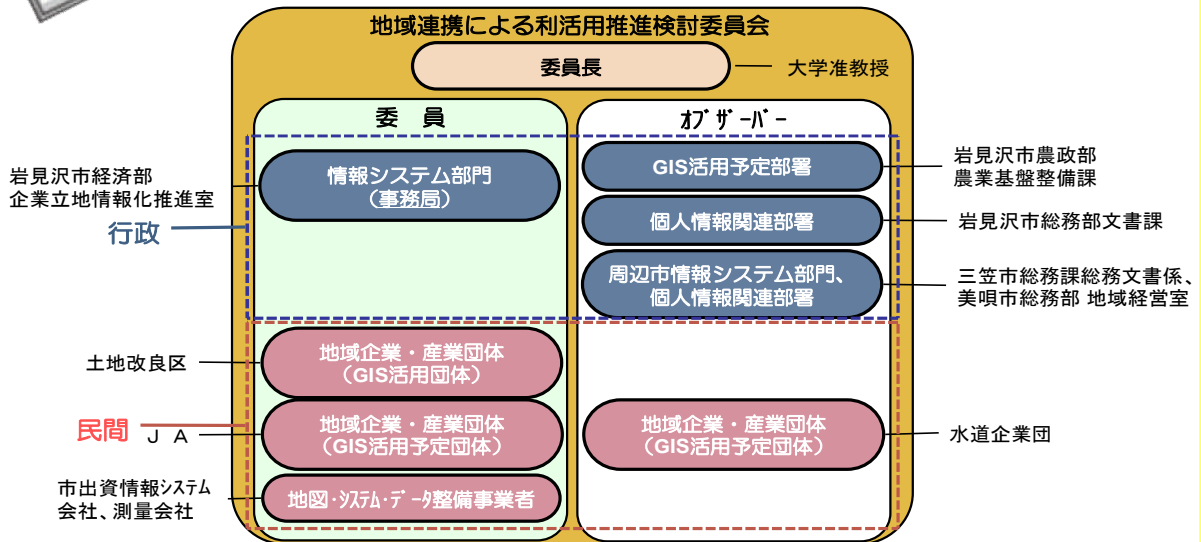 地域連携による利活用推進検討委員会
委員長
大学准教授
委　員
ｵﾌﾞｻﾞｰﾊﾞｰ
岩見沢市経済部
企業立地情報化推進室
情報システム部門
（事務局）
行政
GIS活用予定部署
岩見沢市農政部
農業基盤整備課
個人情報関連部署
岩見沢市総務部文書課
周辺市情報システム部門、
個人情報関連部署
三笠市総務課総務文書係、
美唄市総務部 地域経営室
土地改良区
地域企業・産業団体
（GIS活用団体）
民間
Ｊ Ａ
地域企業・産業団体
（GIS活用予定団体）
地域企業・産業団体
（GIS活用予定団体）
水道企業団
市出資情報ｼｽﾃﾑ
会社、測量会社
地図･ｼｽﾃﾑ･ﾃﾞｰﾀ整備事業者